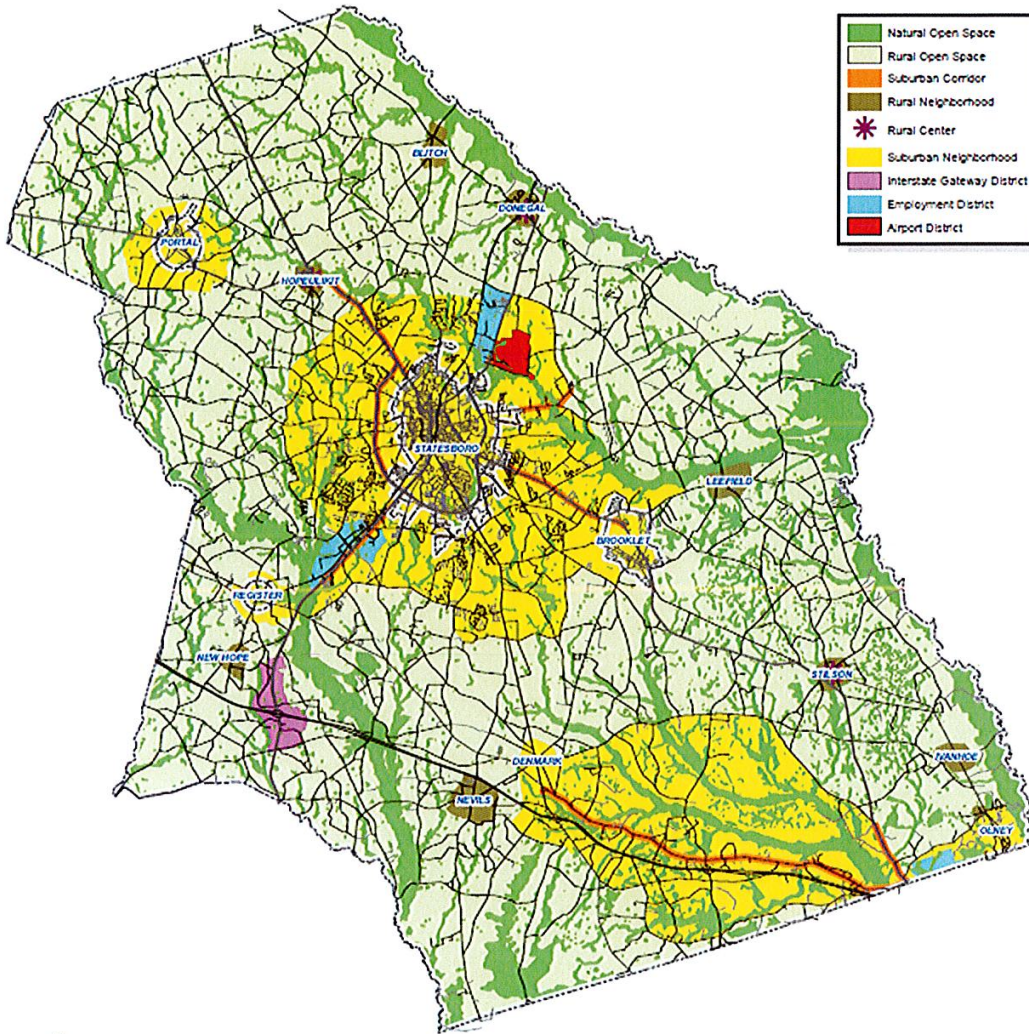 Natural Open Space
Rural Open Space
Suburban Corridor
Rural Neighborhood
Rural Center
Suburban Neighborhood
Interstate Gateway District
Employment District
Airport District
BLITCH
DONEGAL
PORTAL
HOPEULIKIT
STATESBORO
LEEFIELD
BROOKLET
REGISTER
NEW HOPE
STILSON
DENMARK
IVANHOE
NEVILS
OLNEY